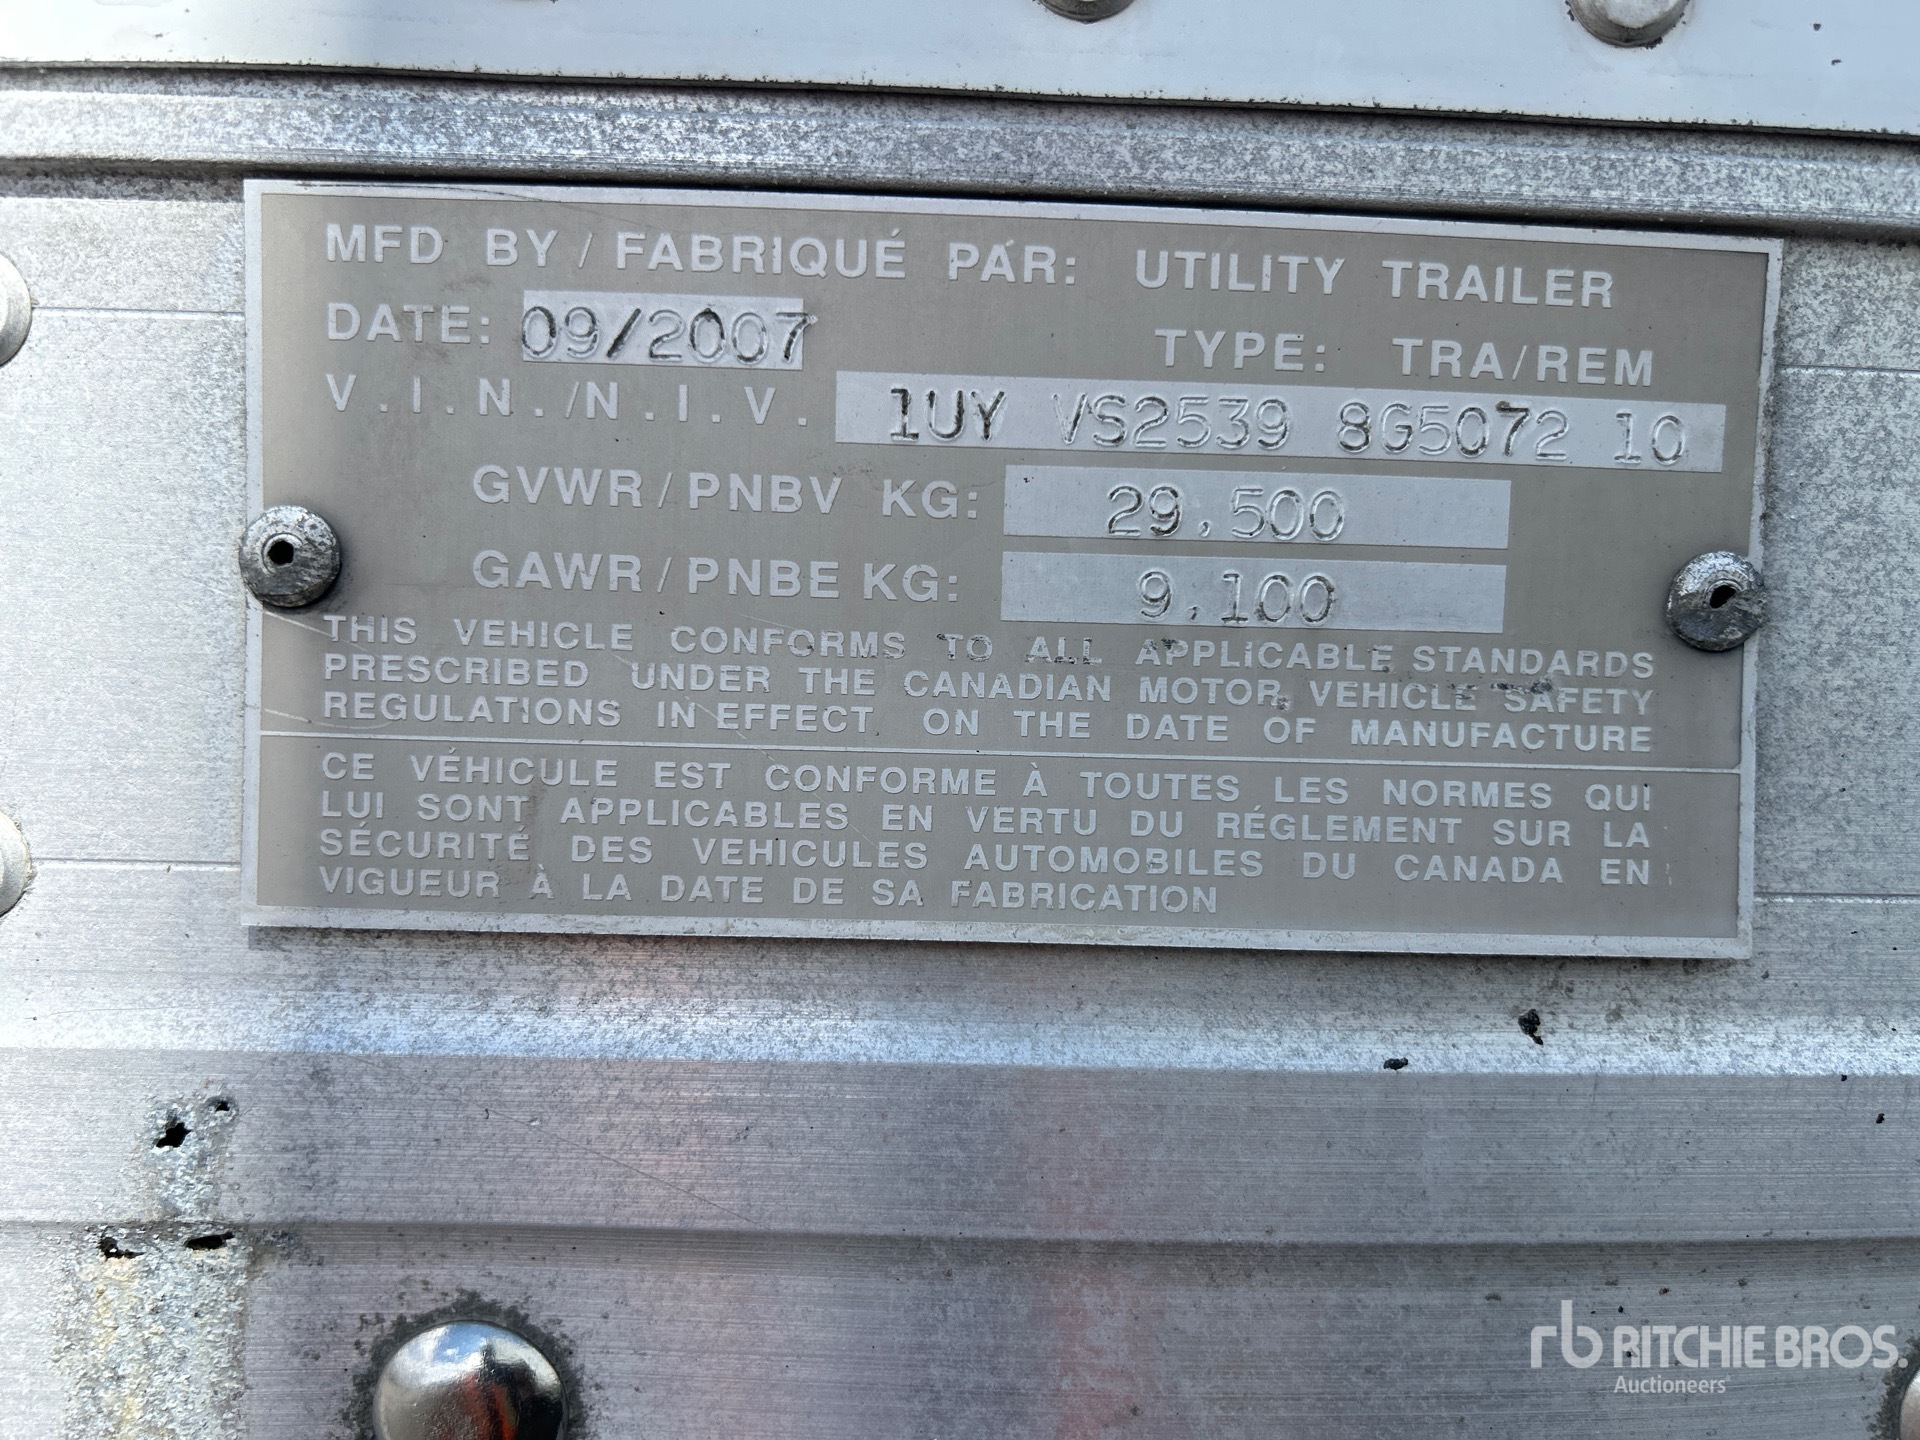 MFD BY / FABRIQUÉ PAR: UTILITY TRAILER
DATE: 09/2007 TYPE: TRA/REM
V.I.N./N.I.V. 1UY VS2539 8G5072 10
GVWR/PNBV KG: 29,500
GAWR/PNBE KG: 9,100
THIS VEHICLE CONFORMS TO ALL APPLICABLE STANDARDS
PRESCRIBED UNDER THE CANADIAN MOTOR VEHICLE SAFETY
REGULATIONS IN EFFECT ON THE DATE OF MANUFACTURE
CE VÉHICULE EST CONFORME À TOUTES LES NORMES QUI
LUI SONT APPLICABLES EN VERTU DU RÉGLEMENT SUR LA
SÉCURITÉ DES VEHICULES AUTOMOBILES DU CANADA EN
VIGUEUR À LA DATE DE SA FABRICATION
rb RITCHIE BROS.
Auctioneers